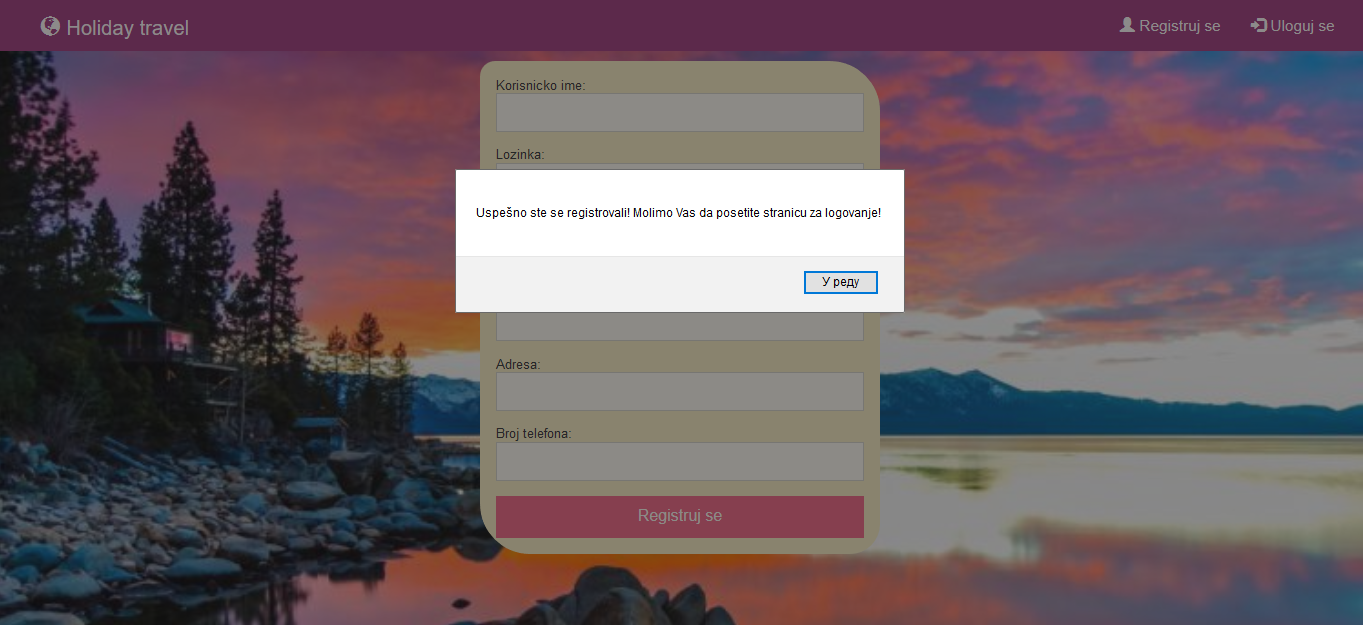 Holiday travel
Registruj se
Uloguj se
Korisnicko ime:
Lozinka:
Uspešno ste se registrovali! Molimo Vas da posetite stranicu za logovanje!
У реду
Adresa:
Broj telefona:
Registruj se